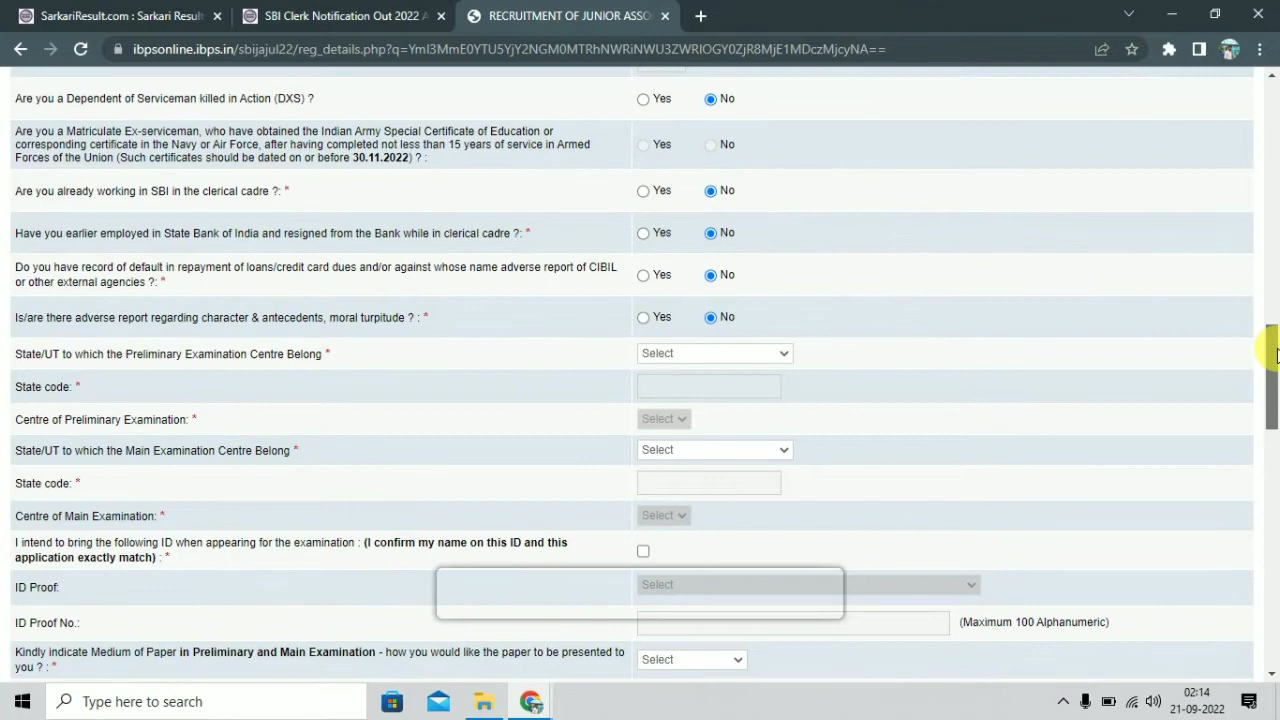 SarkariResult.com : Sarkari Resul
SBI Clerk Notification Out 2022 A
RECRUITMENT OF JUNIOR ASSO
ibpsonline.ibps.in/sbijajul22/reg_details.php?q=YmI3MmE0YTU5YjY2NGM0MTRhNWRiNWU3ZWRlOGY0ZjR8MjE1MDczMjcyNA==
Are you a Dependent of Serviceman killed in Action (DXS) ?
Yes No
Are you a Matriculate Ex-serviceman, who have obtained the Indian Army Special Certificate of Education or
corresponding certificate in the Navy or Air Force, after having completed not less than 15 years of service in Armed
Forces of the Union (Such certificates should be dated on or before 30.11.2022) ? :
Yes No
Are you already working in SBI in the clerical cadre ?: *
Yes No
Have you earlier employed in State Bank of India and resigned from the Bank while in clerical cadre ?: *
Yes No
Do you have record of default in repayment of loans/credit card dues and/or against whose name adverse report of CIBIL
or other external agencies ?: *
Yes No
Is/are there adverse report regarding character & antecedents, moral turpitude ? : *
Yes No
State/UT to which the Preliminary Examination Centre Belong *
Select
State code: *
Centre of Preliminary Examination: *
Select
State/UT to which the Main Examination Centre Belong *
Select
State code: *
Centre of Main Examination: *
Select
I intend to bring the following ID when appearing for the examination : (I confirm my name on this ID and this
application exactly match) : *
ID Proof:
Select
ID Proof No.:
(Maximum 100 Alphanumeric)
Kindly indicate Medium of Paper in Preliminary and Main Examination - how you would like the paper to be presented to
you ? : *
Select
Type here to search
02:14
21-09-2022